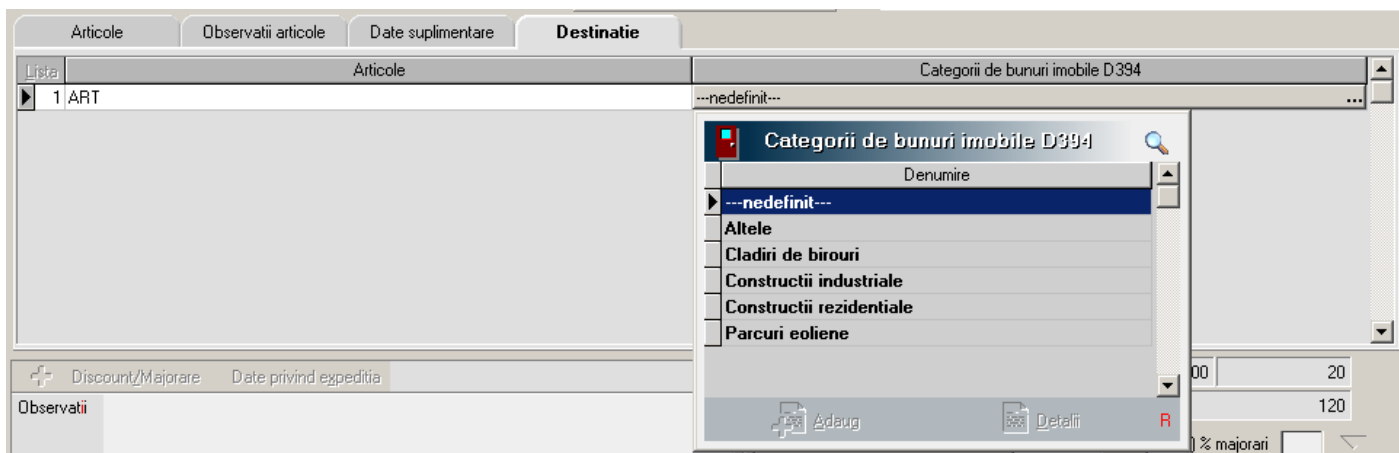 Articole Observatii articole Date suplimentare Destinatie
Lista Articole Categorii de bunuri imobile D394
1 ART ---nedefinit--- ...
Categorii de bunuri imobile D394
Denumire
---nedefinit---
Altele
Cladiri de birouri
Constructii industriale
Constructii rezidentiale
Parcuri eoliene
Adaug Detalii R
Discount/Majorare Date privind expeditia 00 20
Observatii 120
) % majorari